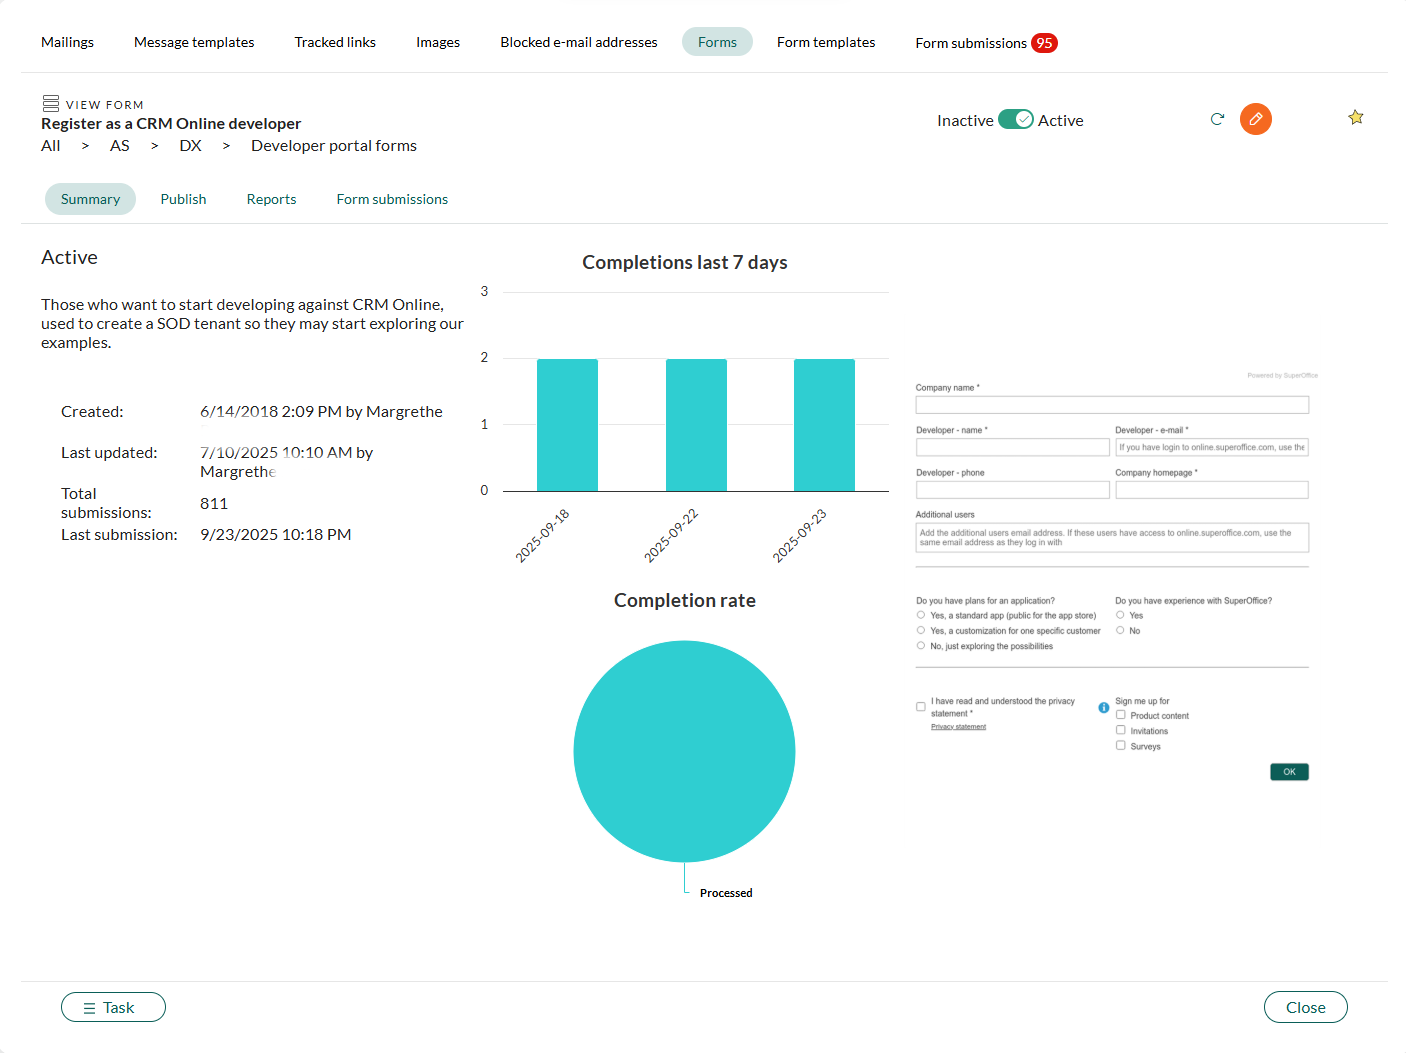 Mailings Message templates Tracked links Images Blocked e-mail addresses Forms Form templates Form submissions 95
VIEW FORM
Register as a CRM Online developer
All > AS > DX > Developer portal forms
Inactive Active
Summary Publish Reports Form submissions
Active
Those who want to start developing against CRM Online,
used to create a SOD tenant so they may start exploring our
examples.
Created: 6/14/2018 2:09 PM by Margrethe
Last updated: 7/10/2025 10:10 AM by
Margrethe
Total
submissions: 811
Last submission: 9/23/2025 10:18 PM
Completions last 7 days
3
2
1
0
2025-09-18 2025-09-22 2025-09-23
Completion rate
Processed
Powered by SuperOffice
Company name *
Developer - name * Developer - e-mail *
If you have login to online.superoffice.com, use the
Developer - phone Company homepage *
Additional users
Add the additional users email address. If these users have access to online.superoffice.com, use the
same email address as they log in with
Do you have plans for an application? Do you have experience with SuperOffice?
Yes, a standard app (public for the app store) Yes
Yes, a customization for one specific customer No
No, just exploring the possibilities
I have read and understood the privacy Sign me up for
statement * Product content
Privacy statement Invitations
Surveys
OK
Task Close